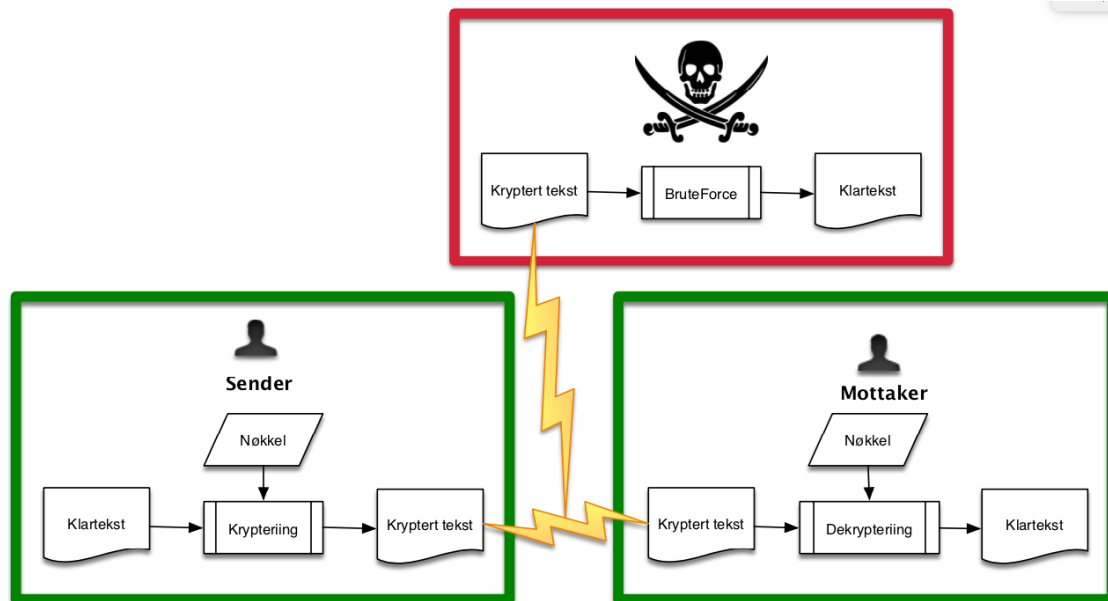 Kryptert tekst
BruteForce
Klartekst
Sender
Nøkkel
Klartekst
Krypteriing
Kryptert tekst
Mottaker
Nøkkel
Kryptert tekst
Dekrypteriing
Klartekst